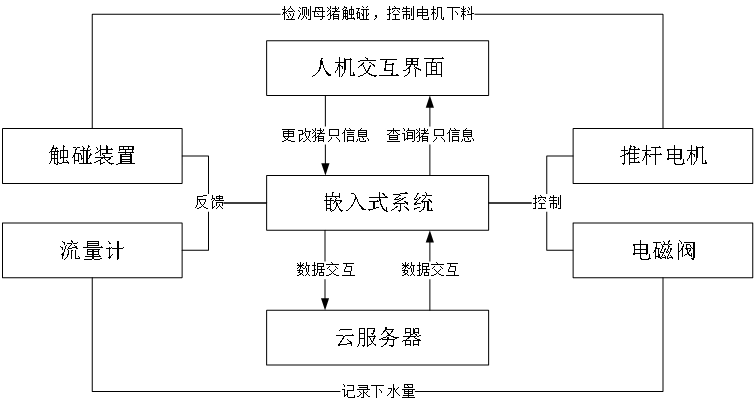 检测母猪触碰，控制电机下料
人机交互界面
更改猪只信息
查询猪只信息
触碰装置
推杆电机
反馈
嵌入式系统
控制
流量计
电磁阀
数据交互
数据交互
云服务器
记录下水量